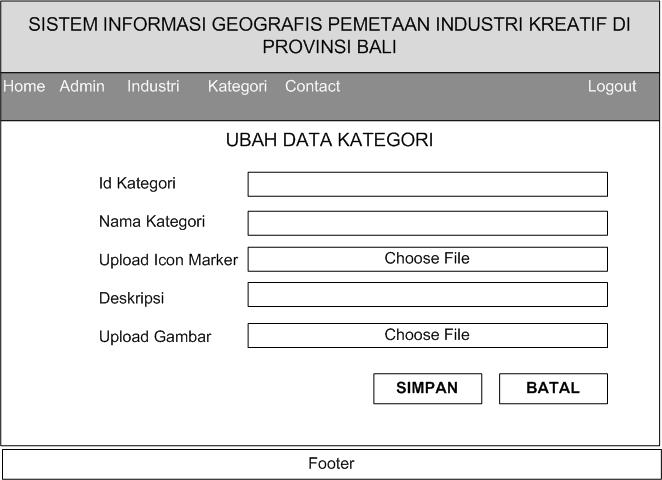 SISTEM INFORMASI GEOGRAFIS PEMETAAN INDUSTRI KREATIF DI
PROVINSI BALI
Home Admin Industri Kategori Contact Logout
UBAH DATA KATEGORI
Id Kategori
Nama Kategori
Upload Icon Marker Choose File
Deskripsi
Upload Gambar Choose File
SIMPAN BATAL
Footer